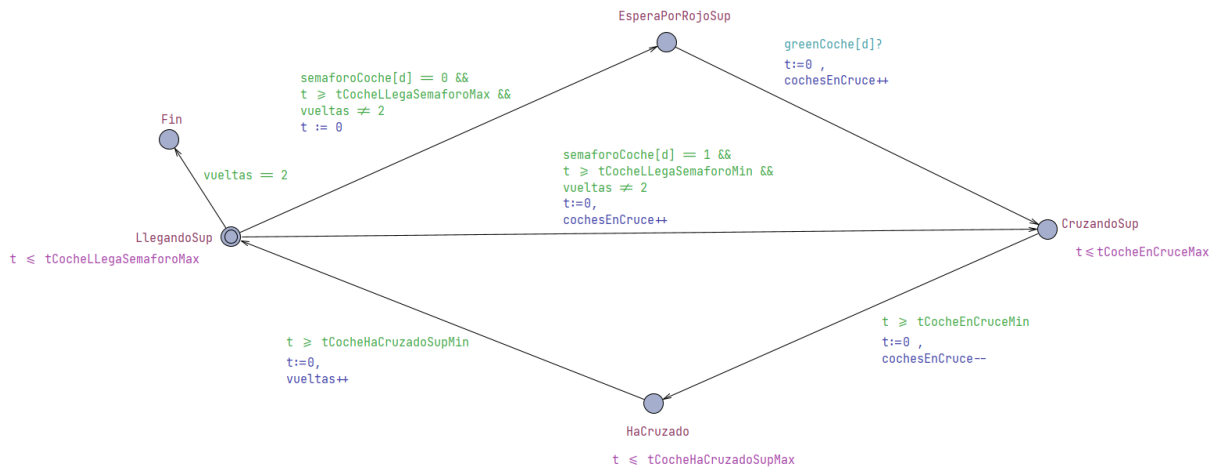 EsperaPorRojoSup
greenCoche[d]?
t:=0 ,
cochesEnCruce++
semaforoCoche[d] == 0 &&
t ≥ tCocheLLegaSemaforoMax &&
vueltas ≠ 2
t := 0
Fin
semaforoCoche[d] == 1 &&
t ≥ tCocheLLegaSemaforoMin &&
vueltas ≠ 2
t:=0,
cochesEnCruce++
vueltas == 2
CruzandoSup
LlegandoSup
t ≤ tCocheLLegaSemaforoMax
t≤tCocheEnCruceMax
t ≥ tCocheEnCruceMin
t:=0 ,
cochesEnCruce--
t ≥ tCocheHaCruzadoSupMin
t:=0,
vueltas++
HaCruzado
t ≤ tCocheHaCruzadoSupMax